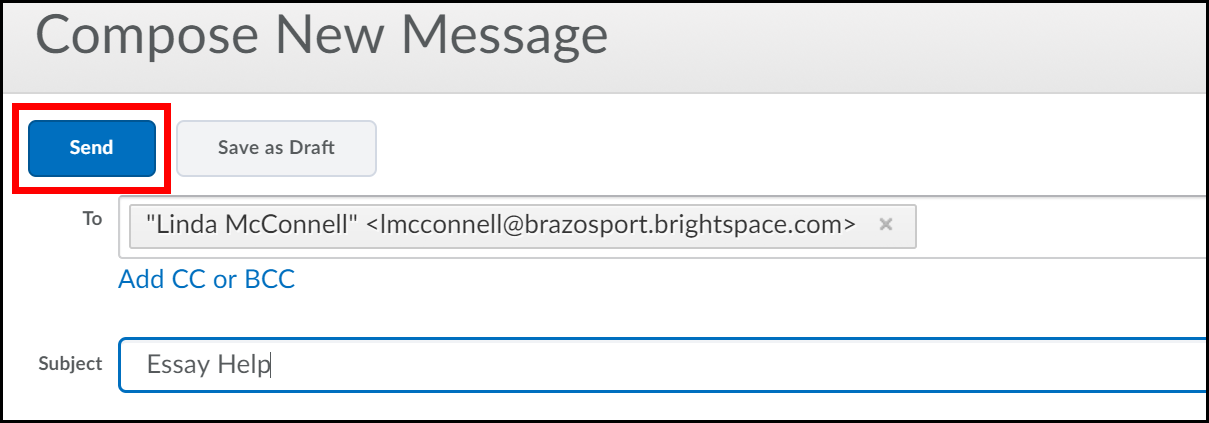 Compose New Message
Send
Save as Draft
To
"Linda McConnell" <lmcconnell@brazosport.brightspace.com> ×
Add CC or BCC
Subject
Essay Help